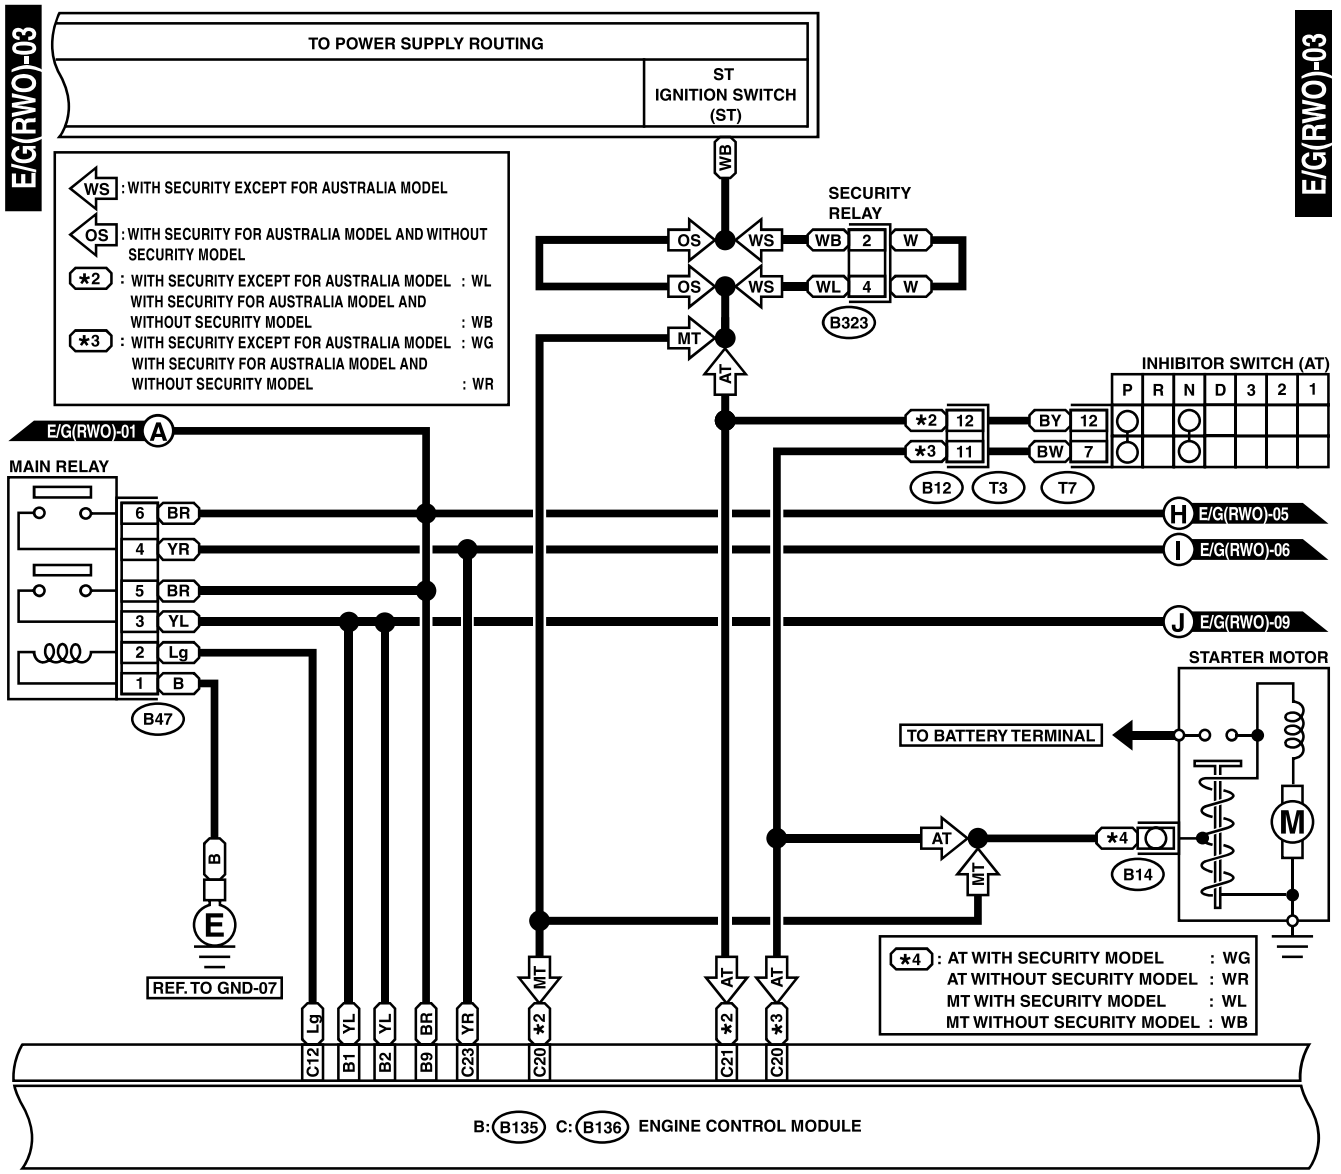 E/G(RWO)-03
E/G(RWO)-03
TO POWER SUPPLY ROUTING
ST
IGNITION SWITCH
(ST)
WB
WS : WITH SECURITY EXCEPT FOR AUSTRALIA MODEL
OS : WITH SECURITY FOR AUSTRALIA MODEL AND WITHOUT
SECURITY MODEL
*2 : WITH SECURITY EXCEPT FOR AUSTRALIA MODEL : WL
WITH SECURITY FOR AUSTRALIA MODEL AND
WITHOUT SECURITY MODEL : WB
*3 : WITH SECURITY EXCEPT FOR AUSTRALIA MODEL : WG
WITH SECURITY FOR AUSTRALIA MODEL AND
WITHOUT SECURITY MODEL : WR
SECURITY
RELAY
OS WS WB 2 W
OS WS WL 4 W
B323
MT
AT
INHIBITOR SWITCH (AT)
P R N D 3 2 1
*2 12 BY 12
*3 11 BW 7
B12 T3 T7
E/G(RWO)-01 A
MAIN RELAY
6 BR
H E/G(RWO)-05
4 YR
I E/G(RWO)-06
5 BR
3 YL
J E/G(RWO)-09
2 Lg
1 B
B47
STARTER MOTOR
TO BATTERY TERMINAL
M
AT
*4
B14
MT
B
E
REF. TO GND-07
*4 : AT WITH SECURITY MODEL : WG
AT WITHOUT SECURITY MODEL : WR
MT WITH SECURITY MODEL : WL
MT WITHOUT SECURITY MODEL : WB
MT AT AT
Lg YL YL BR YR *2 *2 *3
C12 B1 B2 B9 C23 C20 C21 C20
B: B135 C: B136 ENGINE CONTROL MODULE